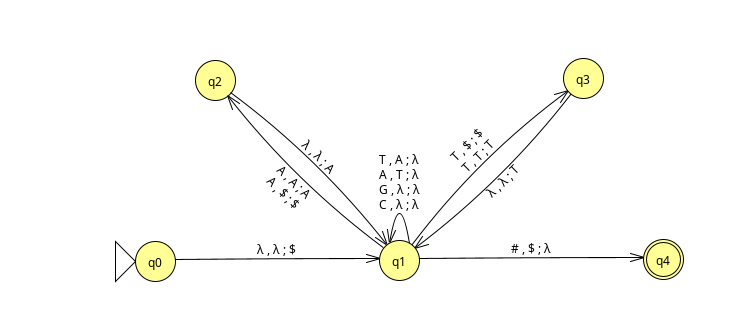 q2
q3
λ,λ;A
A,A;A
A,$;$
T,A;λ
A,T;λ
G,λ;λ
C,λ;λ
T,$;$
T,T;T
λ,λ;T
q0
λ,λ;$
q1
#,$;λ
q4